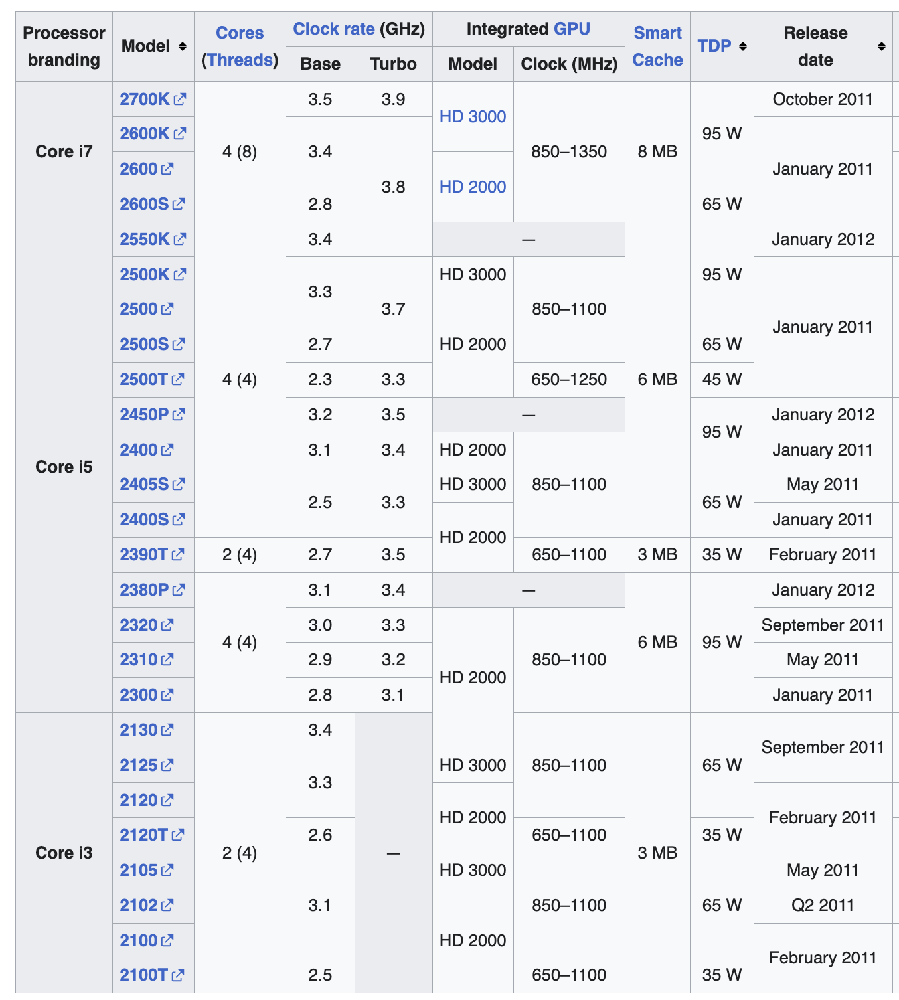 Processor branding Model Cores (Threads) Clock rate (GHz) Integrated GPU Smart Cache TDP Release date
Base Turbo Model Clock (MHz)
Core i7 2700K 4 (8) 3.5 3.9 HD 3000 850–1350 8 MB 95 W October 2011
2600K 3.4 3.8 January 2011
2600 HD 2000
2600S 2.8 65 W
Core i5 2550K 4 (4) 3.4 — 6 MB 95 W January 2012
2500K 3.3 3.7 HD 3000 850–1100 January 2011
2500 HD 2000
2500S 2.7 65 W
2500T 2.3 3.3 650–1250 45 W
2450P 3.2 3.5 — 95 W January 2012
2400 3.1 3.4 HD 2000 850–1100 January 2011
2405S 2.5 3.3 HD 3000 65 W May 2011
2400S HD 2000 January 2011
2390T 2 (4) 2.7 3.5 650–1100 3 MB 35 W February 2011
2380P 4 (4) 3.1 3.4 — 6 MB 95 W January 2012
2320 3.0 3.3 HD 2000 850–1100 September 2011
2310 2.9 3.2 May 2011
2300 2.8 3.1 January 2011
Core i3 2130 2 (4) 3.4 — 850–1100 3 MB 65 W September 2011
2125 3.3 HD 3000
2120 HD 2000 February 2011
2120T 2.6 650–1100 35 W
2105 3.1 HD 3000 850–1100 65 W May 2011
2102 HD 2000 Q2 2011
2100 February 2011
2100T 2.5 650–1100 35 W